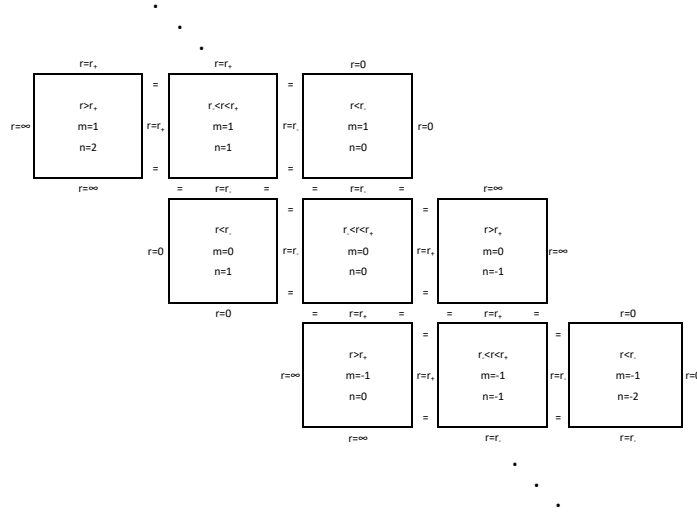 r=r₊ r=r₊ r=0
= =
r>r₊ r₋<r<r₊ r<r₋
r=∞ m=1 r=r₊ m=1 r=r₋ m=1 r=0
n=2 n=1 n=0
= =
r=∞ = r=r₋ = = r=r₋ = r=∞
= =
r<r₋ r₋<r<r₊ r>r₊
r=0 m=0 r=r₋ m=0 r=r₊ m=0 r=∞
n=1 n=0 n=-1
= =
r=0 = r=r₊ = = r=r₊ = r=0
= =
r>r₊ r₋<r<r₊ r<r₋
r=∞ m=-1 r=r₊ m=-1 r=r₋ m=-1
n=0 n=-1 n=-2
= =
r=∞ r=r₋ r=r₋